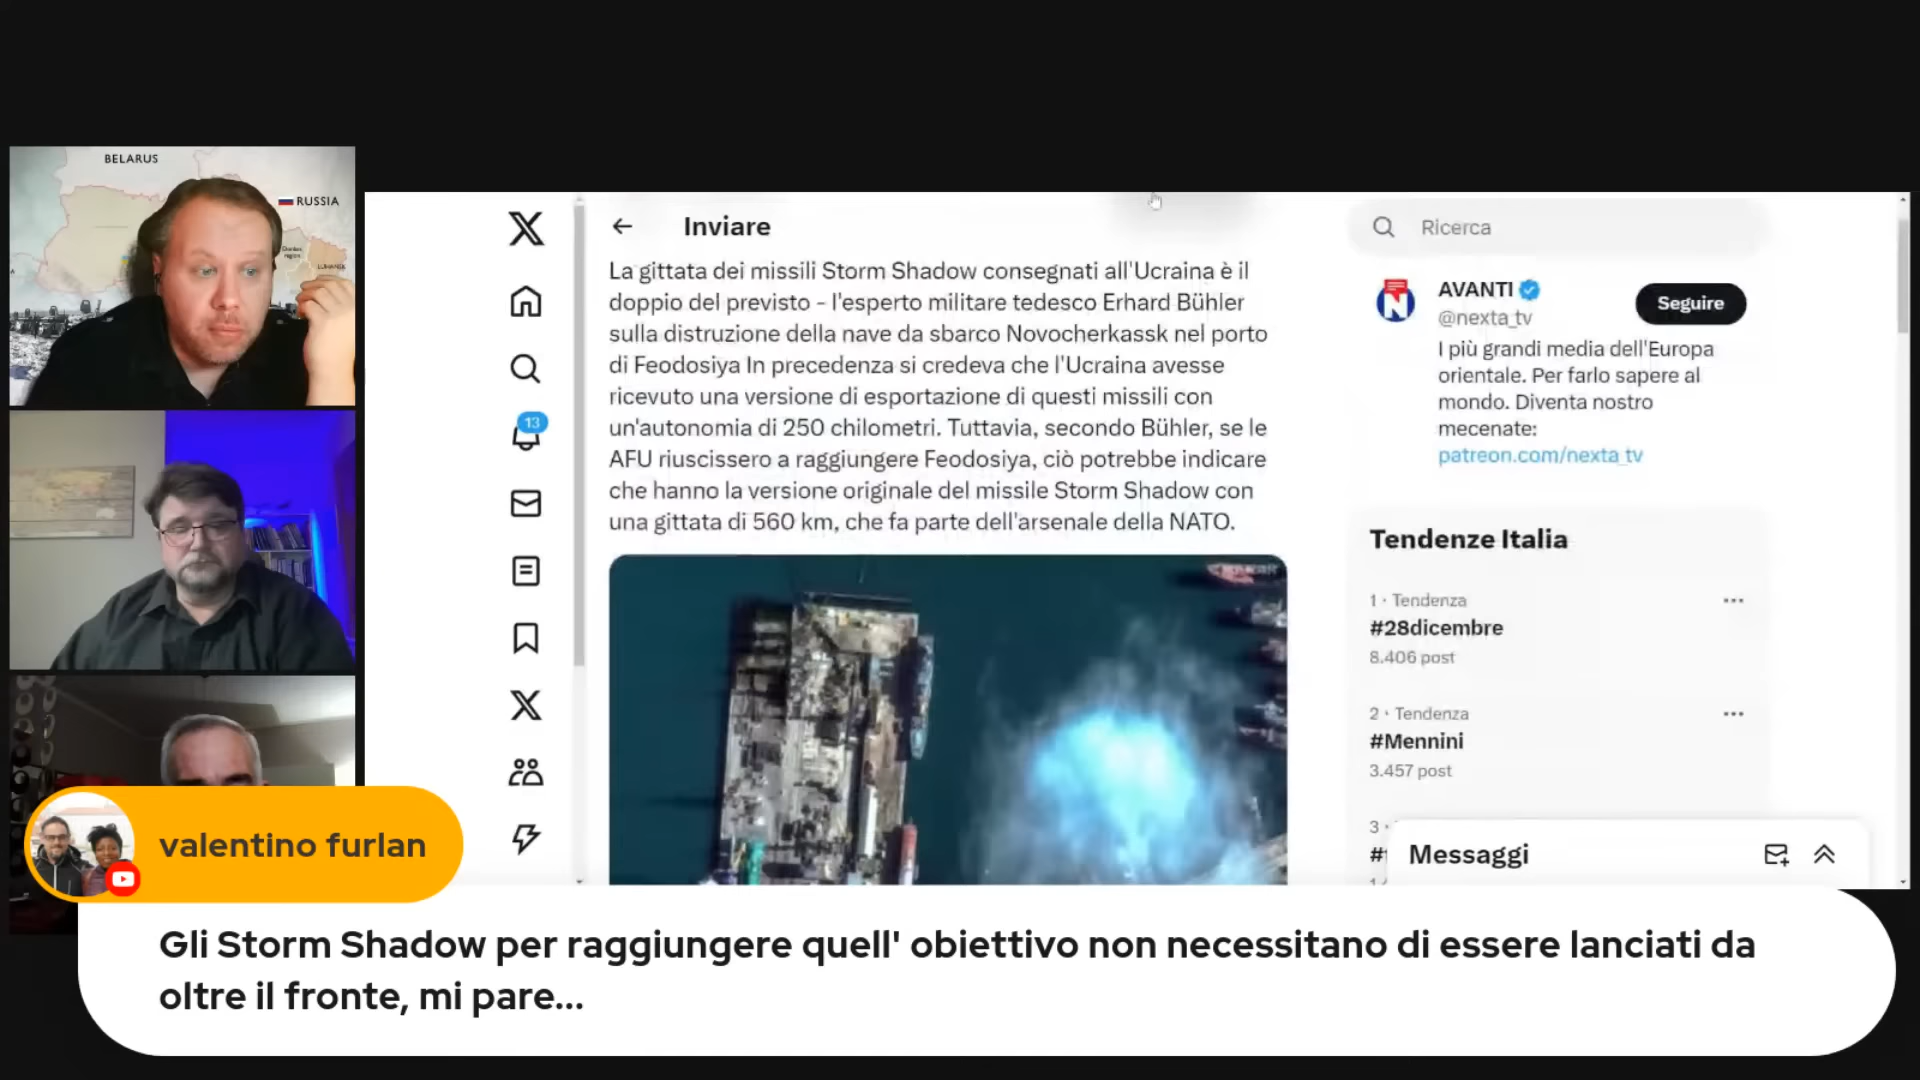 BELARUS
RUSSIA
Inviare
La gittata dei missili Storm Shadow consegnati all'Ucraina è il
doppio del previsto - l'esperto militare tedesco Erhard Bühler
sulla distruzione della nave da sbarco Novocherkassk nel porto
di Feodosiya In precedenza si credeva che l'Ucraina avesse
ricevuto una versione di esportazione di questi missili con
un'autonomia di 250 chilometri. Tuttavia, secondo Bühler, se le
AFU riuscissero a raggiungere Feodosiya, ciò potrebbe indicare
che hanno la versione originale del missile Storm Shadow con
una gittata di 560 km, che fa parte dell'arsenale della NATO.
13
Ricerca
AVANTI
@nexta_tv
Seguire
I più grandi media dell'Europa
orientale. Per farlo sapere al
mondo. Diventa nostro
mecenate:
patreon.com/nexta_tv
Tendenze Italia
1 · Tendenza
#28dicembre
8.406 post
2 · Tendenza
#Mennini
3.457 post
3 ·
Messaggi
valentino furlan
Gli Storm Shadow per raggiungere quell' obiettivo non necessitano di essere lanciati da
oltre il fronte, mi pare...